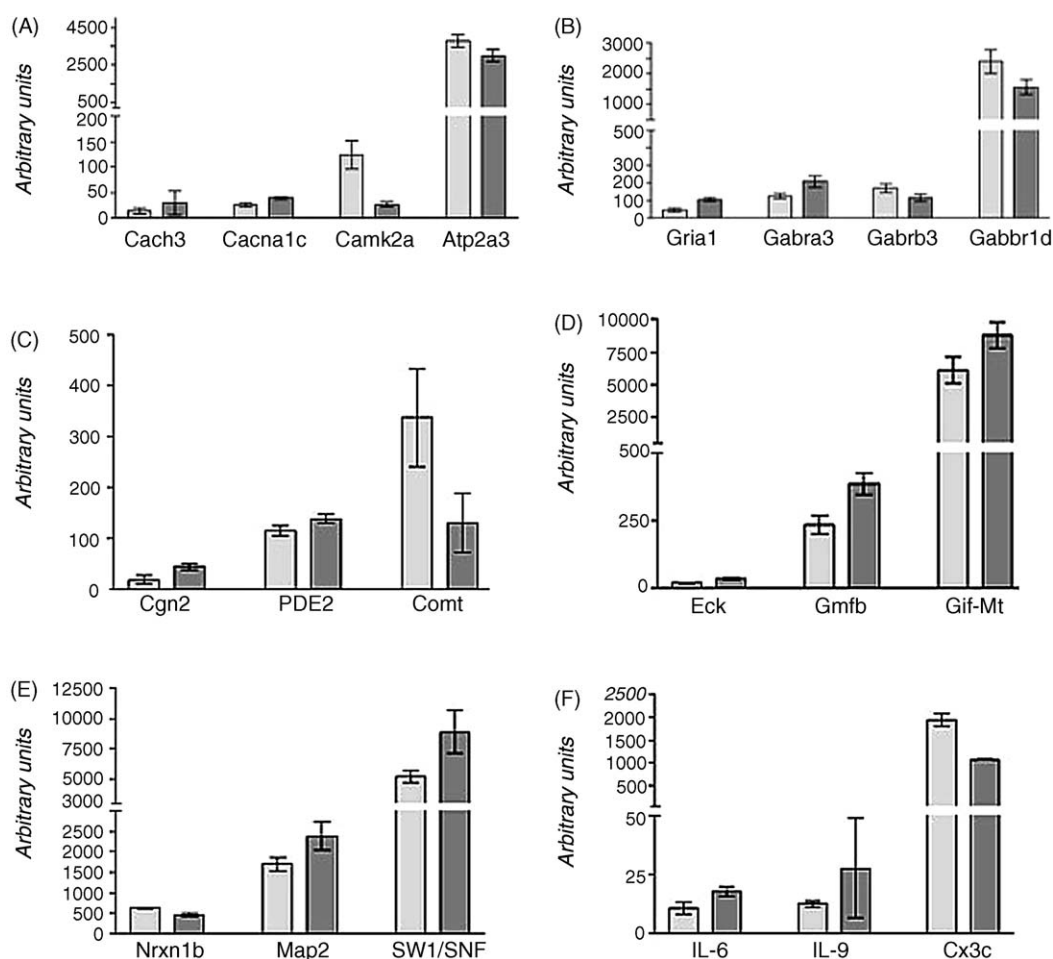 (A)
Arbitrary units
4500
3500
2500
1500
500
200
150
100
50
0
Cach3 Cacna1c Camk2a Atp2a3
(B)
Arbitrary units
3000
2000
1000
500
400
300
200
100
0
Gria1 Gabra3 Gabrb3 Gabbr1d
(C)
Arbitrary units
500
400
300
200
100
0
Cgn2 PDE2 Comt
(D)
Arbitrary units
10000
7500
5000
2500
500
500
250
0
Eck Gmfb Gif-Mt
(E)
Arbitrary units
12500
10000
7500
5000
3000
2500
2000
1500
1000
500
0
Nrxn1b Map2 SW1/SNF
(F)
Arbitrary units
2500
2000
1500
1000
50
25
0
IL-6 IL-9 Cx3c